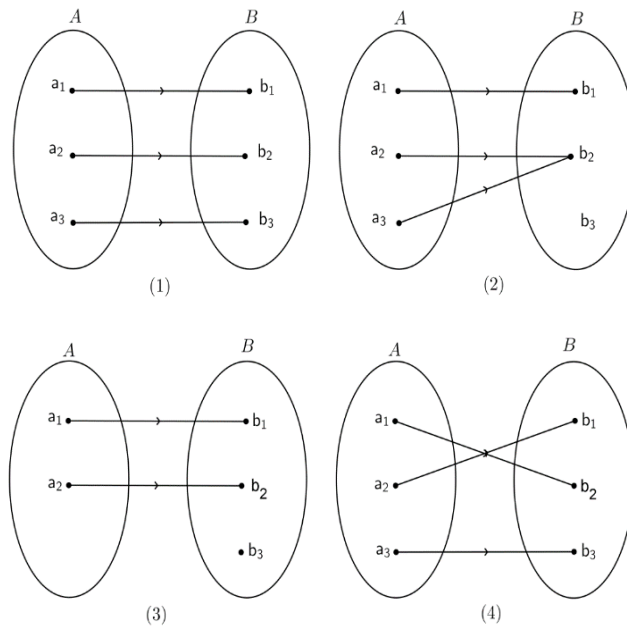 A B A B
a₁ b₁ a₁ b₁
a₂ b₂ a₂ b₂
a₃ b₃ a₃ b₃
(1) (2)
A B A B
a₁ b₁ a₁ b₁
a₂ b₂ a₂ b₂
b₃ a₃ b₃
(3) (4)